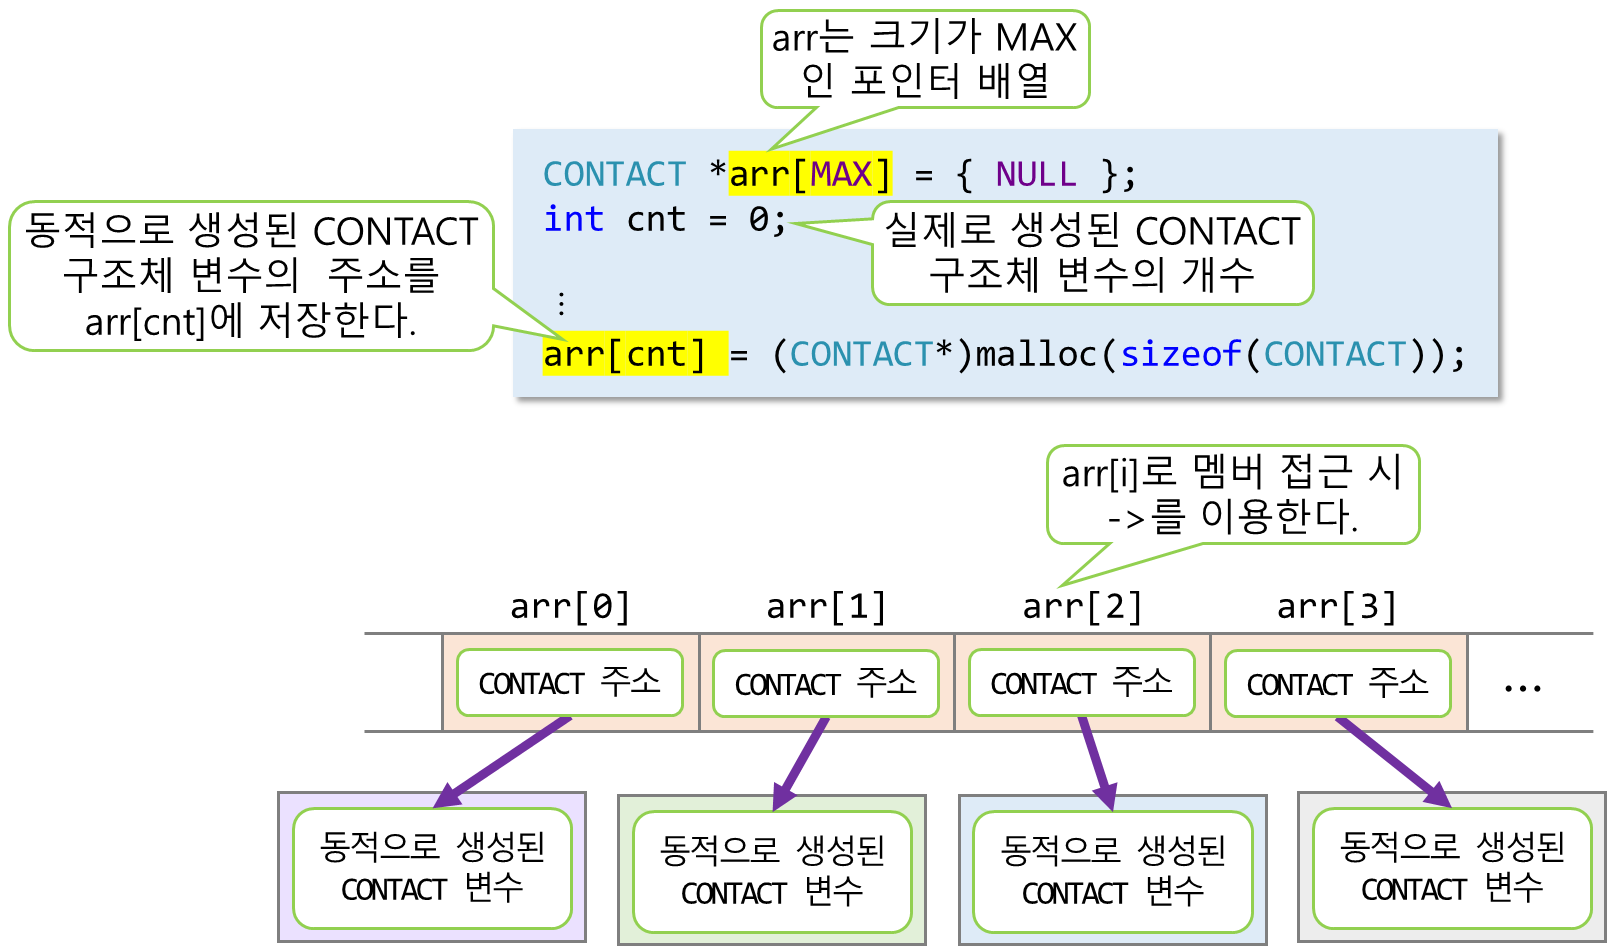 arr는 크기가 MAX
인 포인터 배열
CONTACT *arr[MAX] = { NULL };
int cnt = 0;
동적으로 생성된 CONTACT
구조체 변수의 주소를
arr[cnt]에 저장한다.
실제로 생성된 CONTACT
구조체 변수의 개수
⋮
arr[cnt] = (CONTACT*)malloc(sizeof(CONTACT));
arr[i]로 멤버 접근 시
->를 이용한다.
arr[0] arr[1] arr[2] arr[3]
CONTACT 주소 CONTACT 주소 CONTACT 주소 CONTACT 주소 …
동적으로 생성된
CONTACT 변수
동적으로 생성된
CONTACT 변수
동적으로 생성된
CONTACT 변수
동적으로 생성된
CONTACT 변수